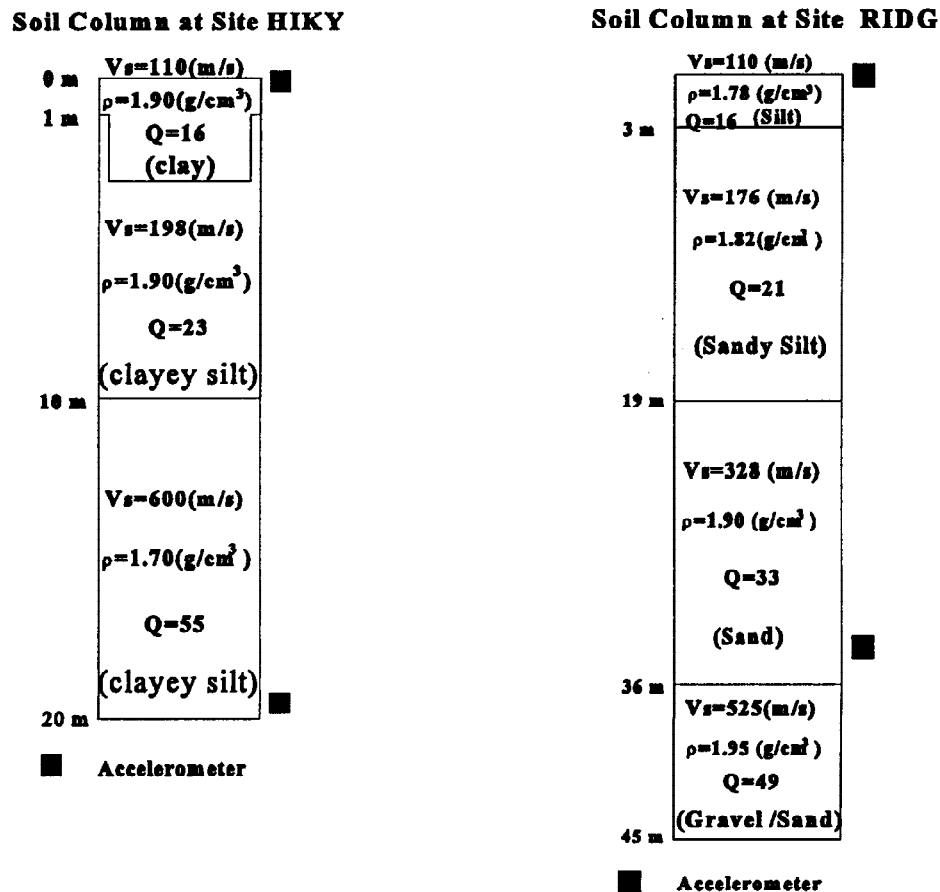 Soil Column at Site HIKY
Vs=110(m/s)
0 m
ρ=1.90(g/cm³)
1 m
Q=16
(clay)
Vs=198(m/s)
ρ=1.90(g/cm³)
Q=23
(clayey silt)
10 m
Vs=600(m/s)
ρ=1.70(g/cm³)
Q=55
(clayey silt)
20 m
Accelerometer
Soil Column at Site RIDG
Vs=110 (m/s)
ρ=1.78 (g/cm³)
Q=16 (Silt)
3 m
Vs=176 (m/s)
ρ=1.82(g/cm³)
Q=21
(Sandy Silt)
19 m
Vs=328 (m/s)
ρ=1.90 (g/cm³)
Q=33
(Sand)
36 m
Vs=525(m/s)
ρ=1.95 (g/cm³)
Q=49
(Gravel /Sand)
45 m
Accelerometer